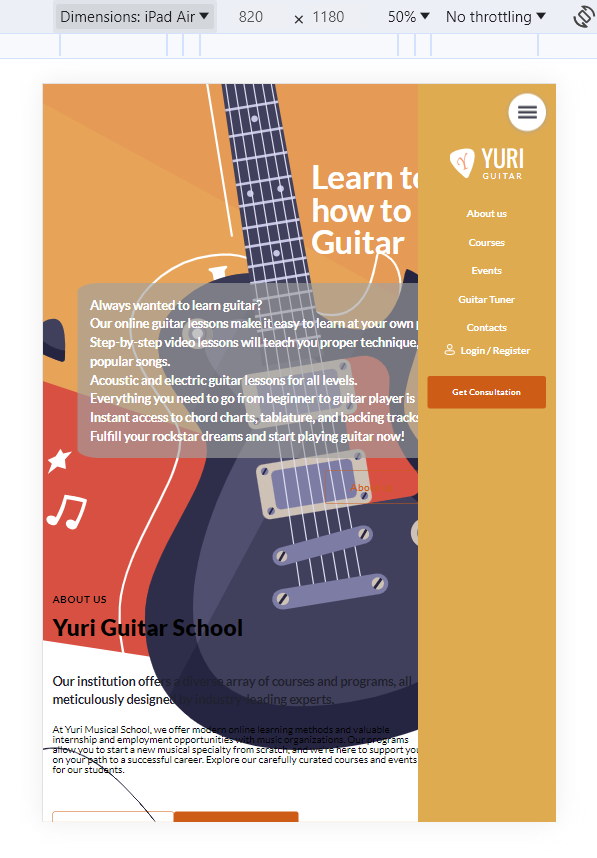 Dimensions: iPad Air 820 × 1180 50% No throttling
YURI
GUITAR
About us
Courses
Events
Guitar Tuner
Contacts
Login / Register
Get Consultation
Learn to
how to
Guitar
Always wanted to learn guitar?
Our online guitar lessons make it easy to learn at your own p
Step-by-step video lessons will teach you proper technique,
popular songs.
Acoustic and electric guitar lessons for all levels.
Everything you need to go from beginner to guitar player is
Instant access to chord charts, tablature, and backing tracks
Fulfill your rockstar dreams and start playing guitar now!
About us
ABOUT US
Yuri Guitar School
Our institution offers a diverse array of courses and programs, all
meticulously designed by industry-leading experts.
At Yuri Musical School, we offer modern online learning methods and valuable
internship and employment opportunities with music organizations. Our programs
allow you to start a new musical specialty from scratch, and we're here to support you
on your path to a successful career. Explore our carefully curated courses and events
for our students.